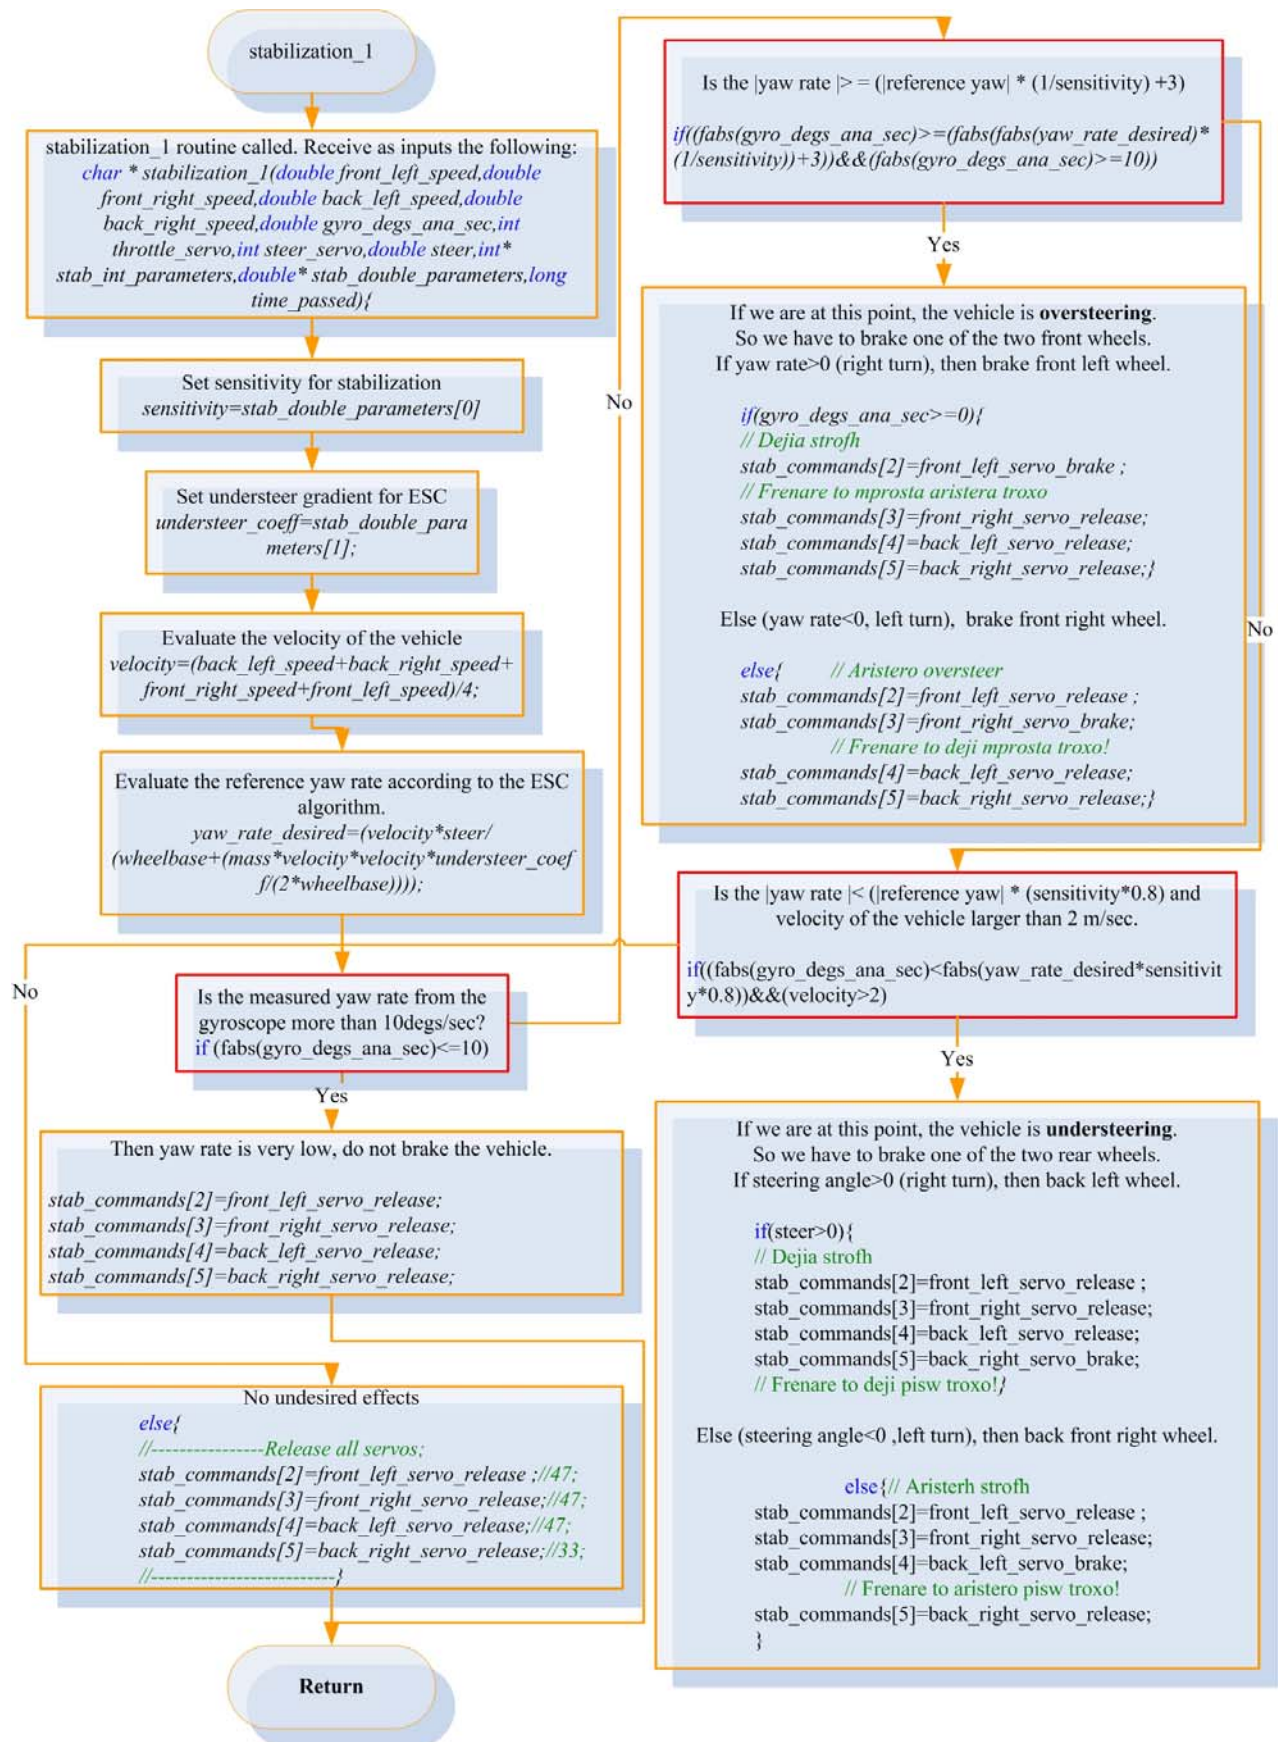 stabilization_1
stabilization_1 routine called. Receive as inputs the following:
char * stabilization_1(double front_left_speed,double
front_right_speed,double back_left_speed,double
back_right_speed,double gyro_degs_ana_sec,int
throttle_servo,int steer_servo,double steer,int*
stab_int_parameters,double* stab_double_parameters,long
time_passed){
Set sensitivity for stabilization
sensitivity=stab_double_parameters[0]
Set understeer gradient for ESC
understeer_coeff=stab_double_para
meters[1];
Evaluate the velocity of the vehicle
velocity=(back_left_speed+back_right_speed+
front_right_speed+front_left_speed)/4;
Evaluate the reference yaw rate according to the ESC
algorithm.
yaw_rate_desired=(velocity*steer/
(wheelbase+(mass*velocity*velocity*understeer_coef
f/(2*wheelbase))));
Is the measured yaw rate from the
gyroscope more than 10degs/sec?
if (fabs(gyro_degs_ana_sec)<=10)
Yes
No
Then yaw rate is very low, do not brake the vehicle.
stab_commands[2]=front_left_servo_release;
stab_commands[3]=front_right_servo_release;
stab_commands[4]=back_left_servo_release;
stab_commands[5]=back_right_servo_release;
No
No undesired effects
else{
//----------------Release all servos;
stab_commands[2]=front_left_servo_release ;//47;
stab_commands[3]=front_right_servo_release;//47;
stab_commands[4]=back_left_servo_release;//47;
stab_commands[5]=back_right_servo_release;//33;
//--------------------------}
Return
Is the |yaw rate |> = (|reference yaw| * (1/sensitivity) +3)
if((fabs(gyro_degs_ana_sec)>=(fabs(fabs(yaw_rate_desired)*
(1/sensitivity))+3))&&(fabs(gyro_degs_ana_sec)>=10))
Yes
If we are at this point, the vehicle is oversteering.
So we have to brake one of the two front wheels.
If yaw rate>0 (right turn), then brake front left wheel.
if(gyro_degs_ana_sec>=0){
// Dejia strofh
stab_commands[2]=front_left_servo_brake ;
// Frenare to mprosta aristera troxo
stab_commands[3]=front_right_servo_release;
stab_commands[4]=back_left_servo_release;
stab_commands[5]=back_right_servo_release;}
Else (yaw rate<0, left turn), brake front right wheel.
else{ // Aristero oversteer
stab_commands[2]=front_left_servo_release ;
stab_commands[3]=front_right_servo_brake;
// Frenare to deji mprosta troxo!
stab_commands[4]=back_left_servo_release;
stab_commands[5]=back_right_servo_release;}
No
Is the |yaw rate |< (|reference yaw| * (sensitivity*0.8) and
velocity of the vehicle larger than 2 m/sec.
if((fabs(gyro_degs_ana_sec)<fabs(yaw_rate_desired*sensitivit
y*0.8))&&(velocity>2)
Yes
If we are at this point, the vehicle is understeering.
So we have to brake one of the two rear wheels.
If steering angle>0 (right turn), then back left wheel.
if(steer>0){
// Dejia strofh
stab_commands[2]=front_left_servo_release ;
stab_commands[3]=front_right_servo_release;
stab_commands[4]=back_left_servo_release;
stab_commands[5]=back_right_servo_brake;
// Frenare to deji pisw troxo!}
Else (steering angle<0 ,left turn), then back front right wheel.
else{// Aristerh strofh
stab_commands[2]=front_left_servo_release ;
stab_commands[3]=front_right_servo_release;
stab_commands[4]=back_left_servo_brake;
// Frenare to aristero pisw troxo!
stab_commands[5]=back_right_servo_release;
}